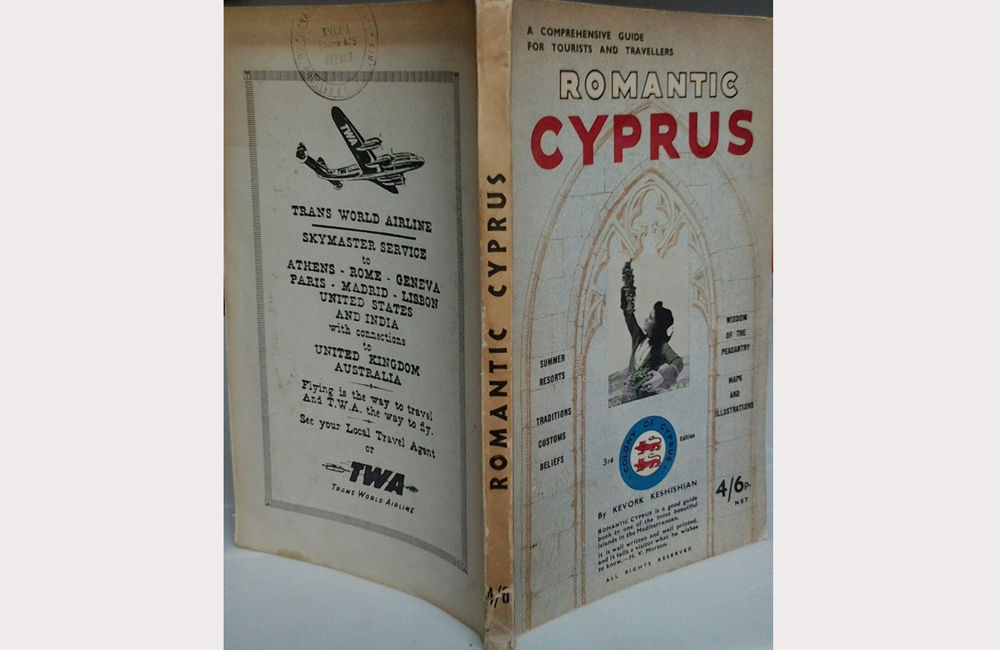 NICOSIA
Phone 475
CYPRUS
TWA
TRANS WORLD AIRLINE
SKYMASTER SERVICE
to
ATHENS - ROME - GENEVA
PARIS - MADRID - LISBON
UNITED STATES
AND INDIA
with connections
to
UNITED KINGDOM
AUSTRALIA
Flying is the way to travel
And T.W.A. the way to fly.
See your Local Travel Agent
or
TWA
TRANS WORLD AIRLINE
ROMANTIC CYPRUS
4/6
A COMPREHENSIVE GUIDE
FOR TOURISTS AND TRAVELLERS
ROMANTIC
CYPRUS
SUMMER
RESORTS
TRADITIONS
CUSTOMS
BELIEFS
WISDOM
OF THE
PEASANTRY
MAPS
AND
ILLUSTRATIONS
3rd Edition
COLONY OF CYPRUS
By KEVORK KESHISHIAN
4/6p.
NET
ROMANTIC CYPRUS is a good guide
book to one of the most beautiful
islands in the Mediterranean.
It is well written and well printed,
and it tells a visitor what he wishes
to know.—H. V. Morton.
ALL RIGHTS RESERVED